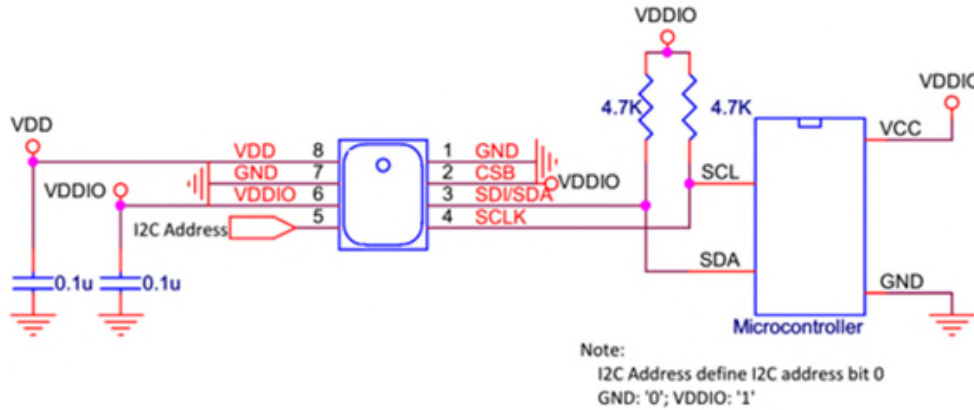 VDDIO
VDDIO
4.7K
4.7K
VDD
VCC
VDD 8
1 GND
GND 7
2 CSB
VDDIO
SCL
VDDIO
VDDIO 6
3 SDI/SDA
I2C Address
5
4 SCLK
SDA
0.1u
0.1u
GND
Microcontroller
Note:
I2C Address define I2C address bit 0
GND: '0'; VDDIO: '1'